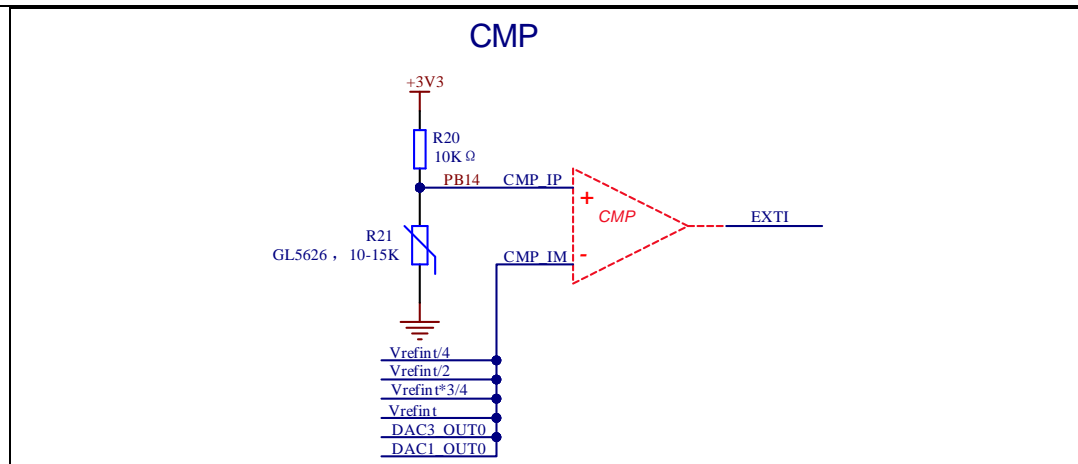 CMP
+3V3
R20
10KΩ
PB14 CMP_IP
+
CMP
EXTI
R21
GL5626，10-15K
-
CMP_IM
Vrefint/4
Vrefint/2
Vrefint*3/4
Vrefint
DAC3_OUT0
DAC1_OUT0